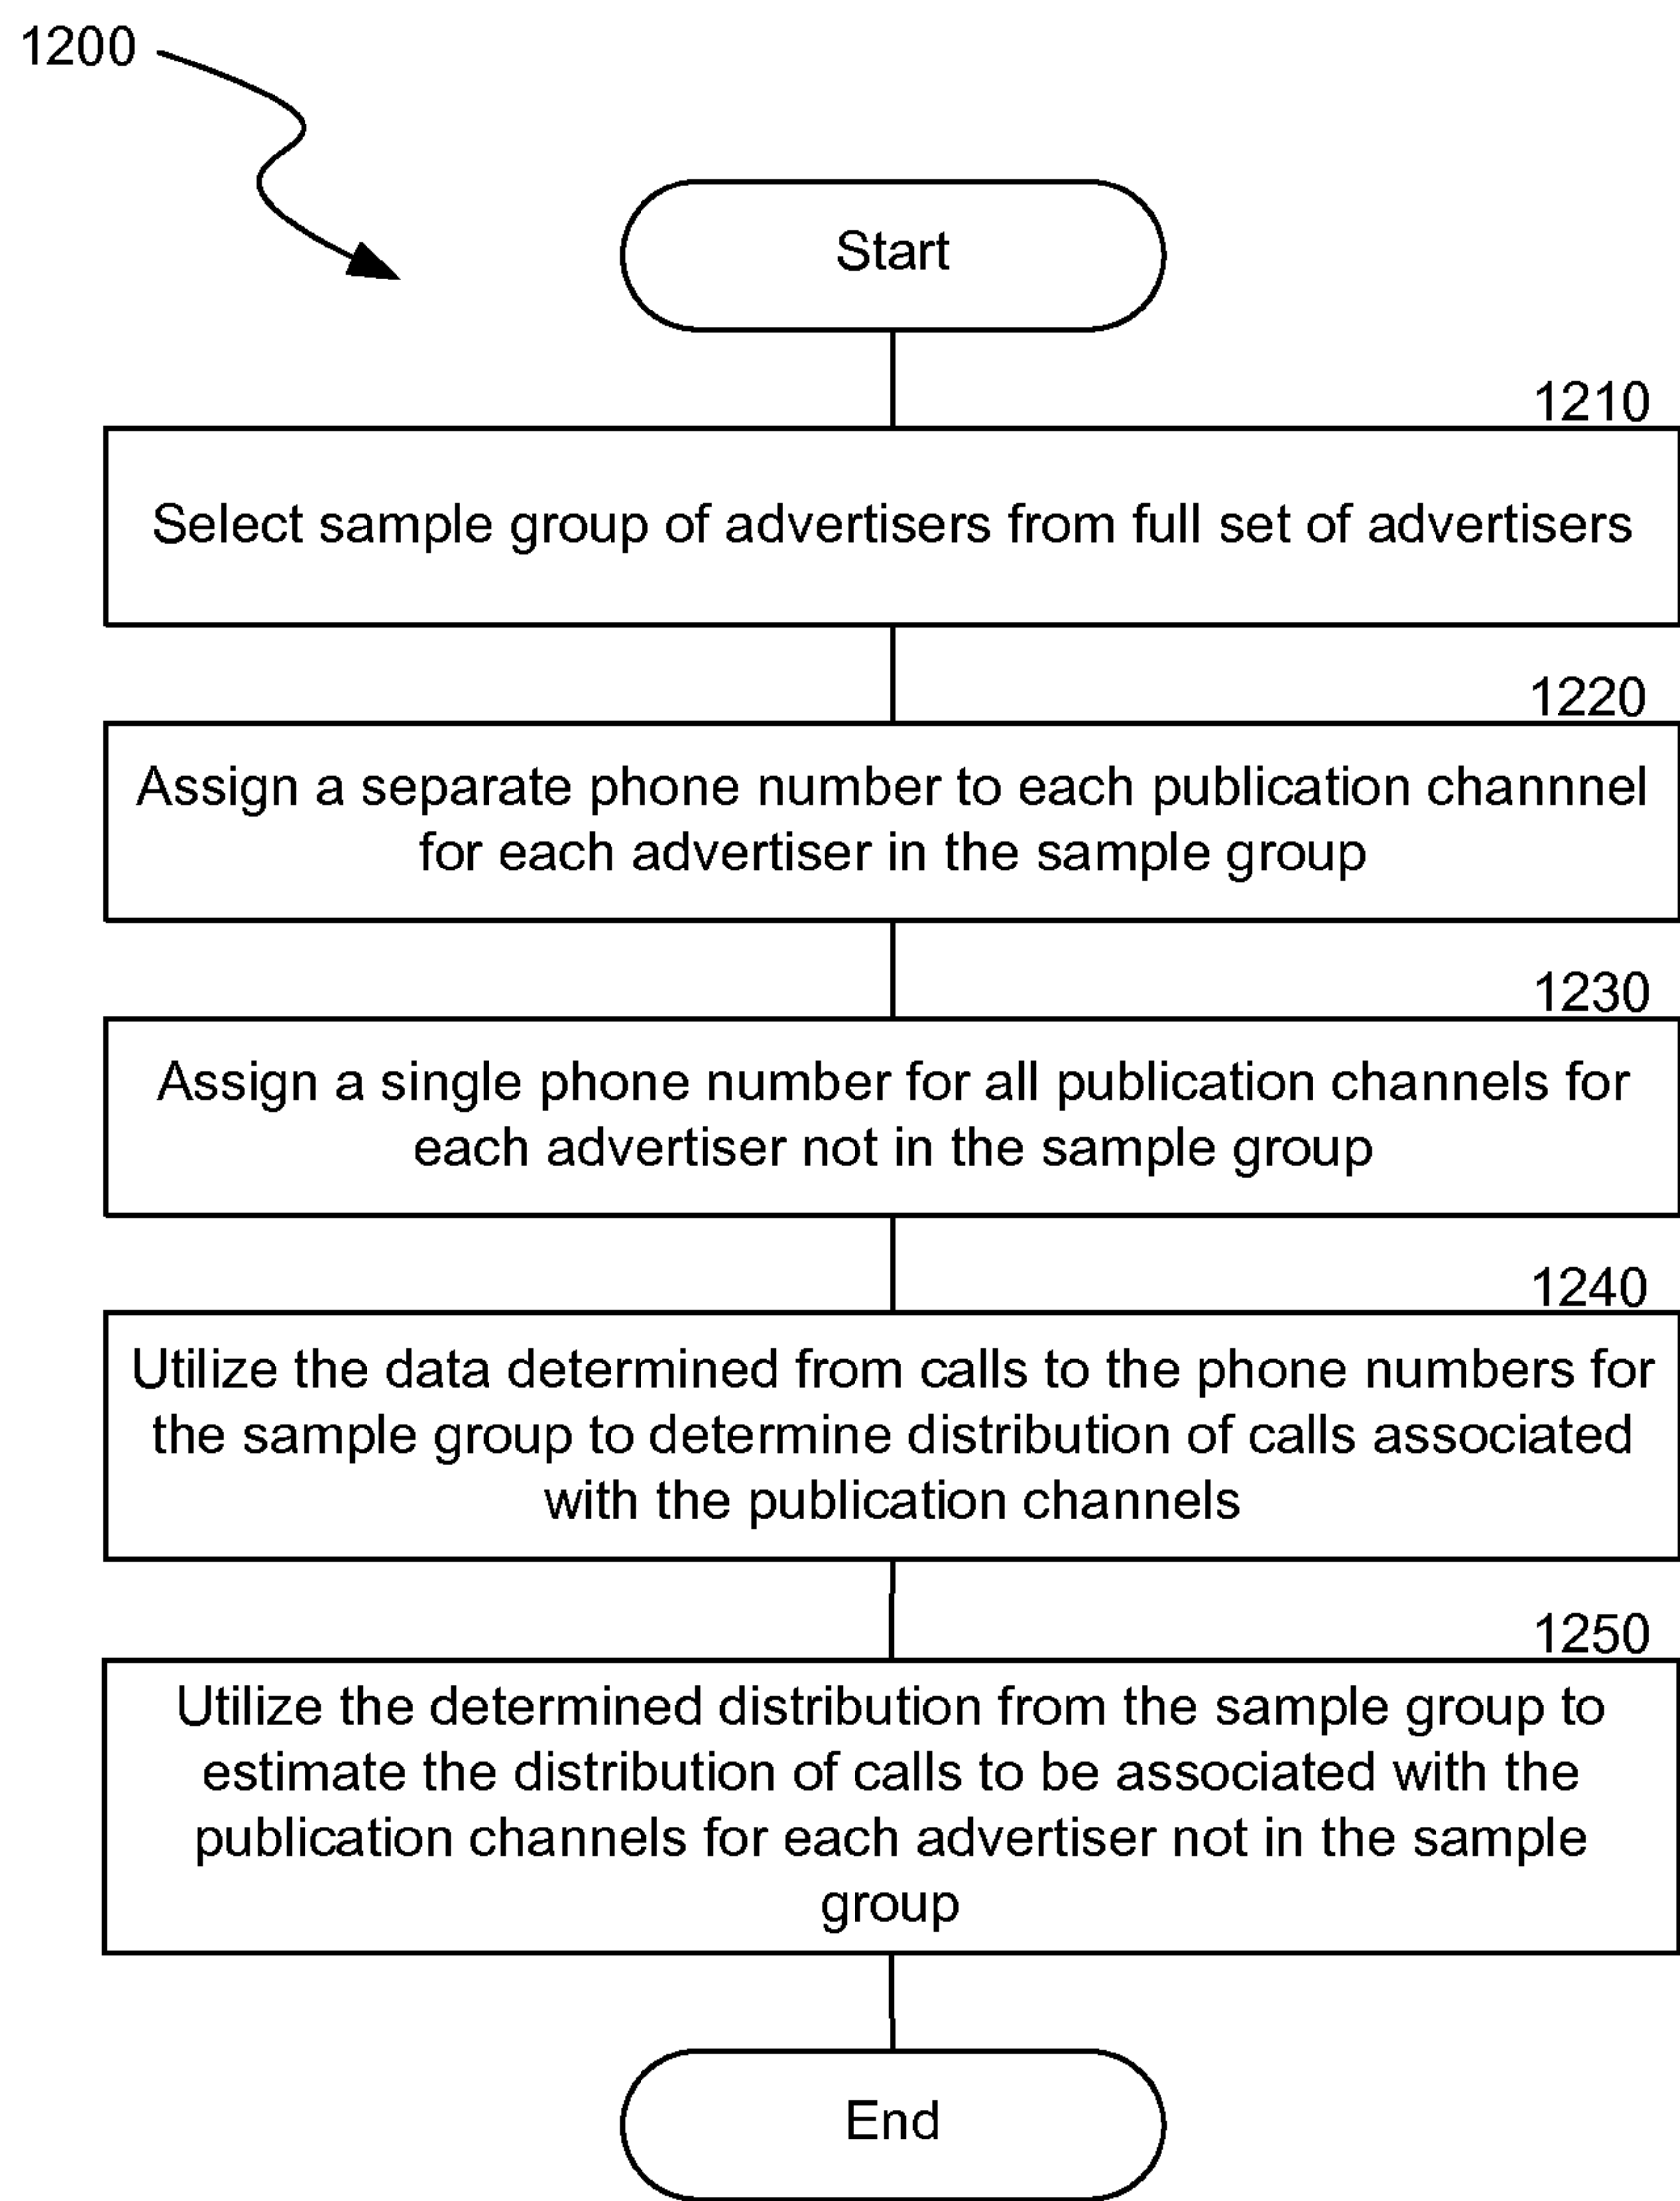 1200
Start
1210
Select sample group of advertisers from full set of advertisers
1220
Assign a separate phone number to each publication channnel
for each advertiser in the sample group
1230
Assign a single phone number for all publication channels for
each advertiser not in the sample group
1240
Utilize the data determined from calls to the phone numbers for
the sample group to determine distribution of calls associated
with the publication channels
1250
Utilize the determined distribution from the sample group to
estimate the distribution of calls to be associated with the
publication channels for each advertiser not in the sample
group
End